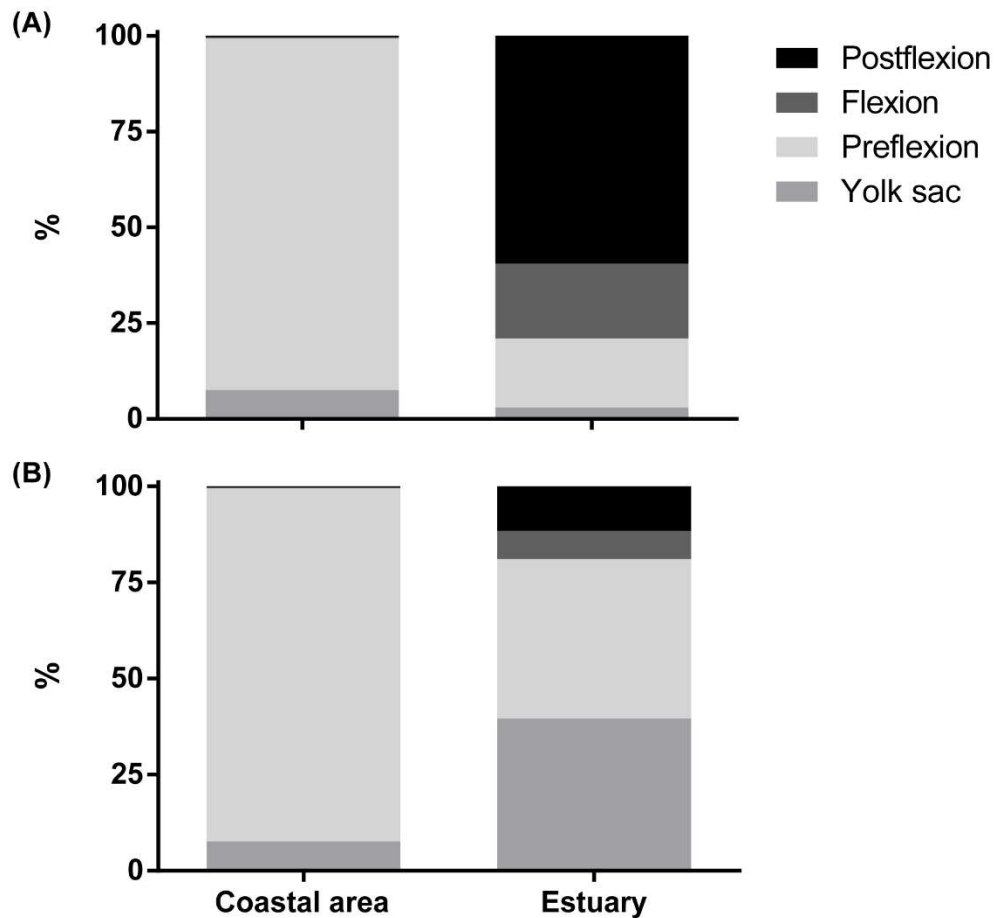 (A)
100
75
50
25
0
%
Postflexion
Flexion
Preflexion
Yolk sac
(B)
100
75
50
25
0
%
Coastal area
Estuary